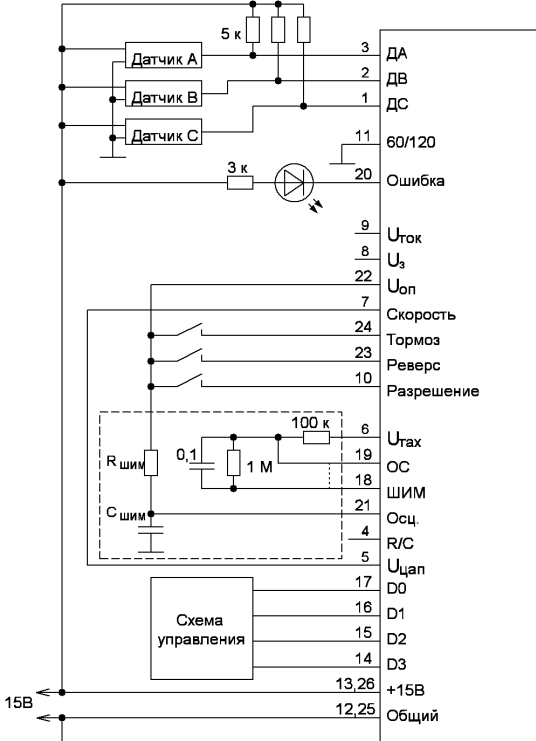 5 к
Датчик А 3 ДА
Датчик В 2 ДВ
Датчик С 1 ДС
11 60/120
3 к 20 Ошибка
9 Uток
8 Uз
22 Uоп
7 Скорость
24 Тормоз
23 Реверс
10 Разрешение
100 к 6 Uтах
R шим 0,1 1 М 19 ОС
18 ШИМ
C шим 21 Осц.
4 R/C
5 Uцап
17 D0
Схема 16 D1
управления 15 D2
14 D3
13,26 +15В
15В
12,25 Общий